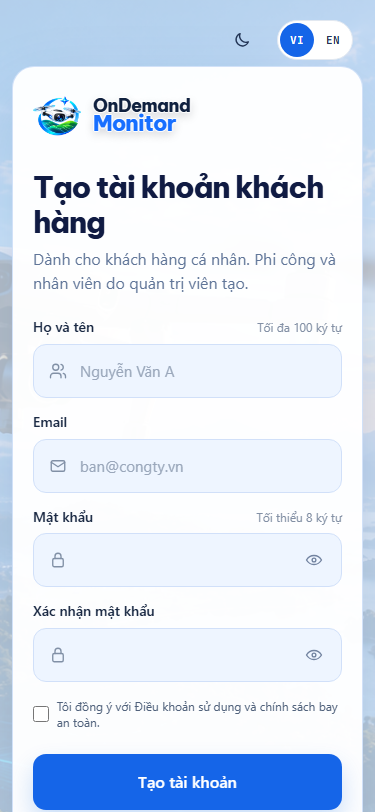 VI EN
OnDemand
Monitor
Tạo tài khoản khách
hàng
Dành cho khách hàng cá nhân. Phi công và
nhân viên do quản trị viên tạo.
Họ và tên Tối đa 100 ký tự
Nguyễn Văn A
Email
ban@congty.vn
Mật khẩu Tối thiểu 8 ký tự
Xác nhận mật khẩu
Tôi đồng ý với Điều khoản sử dụng và chính sách bay
an toàn.
Tạo tài khoản